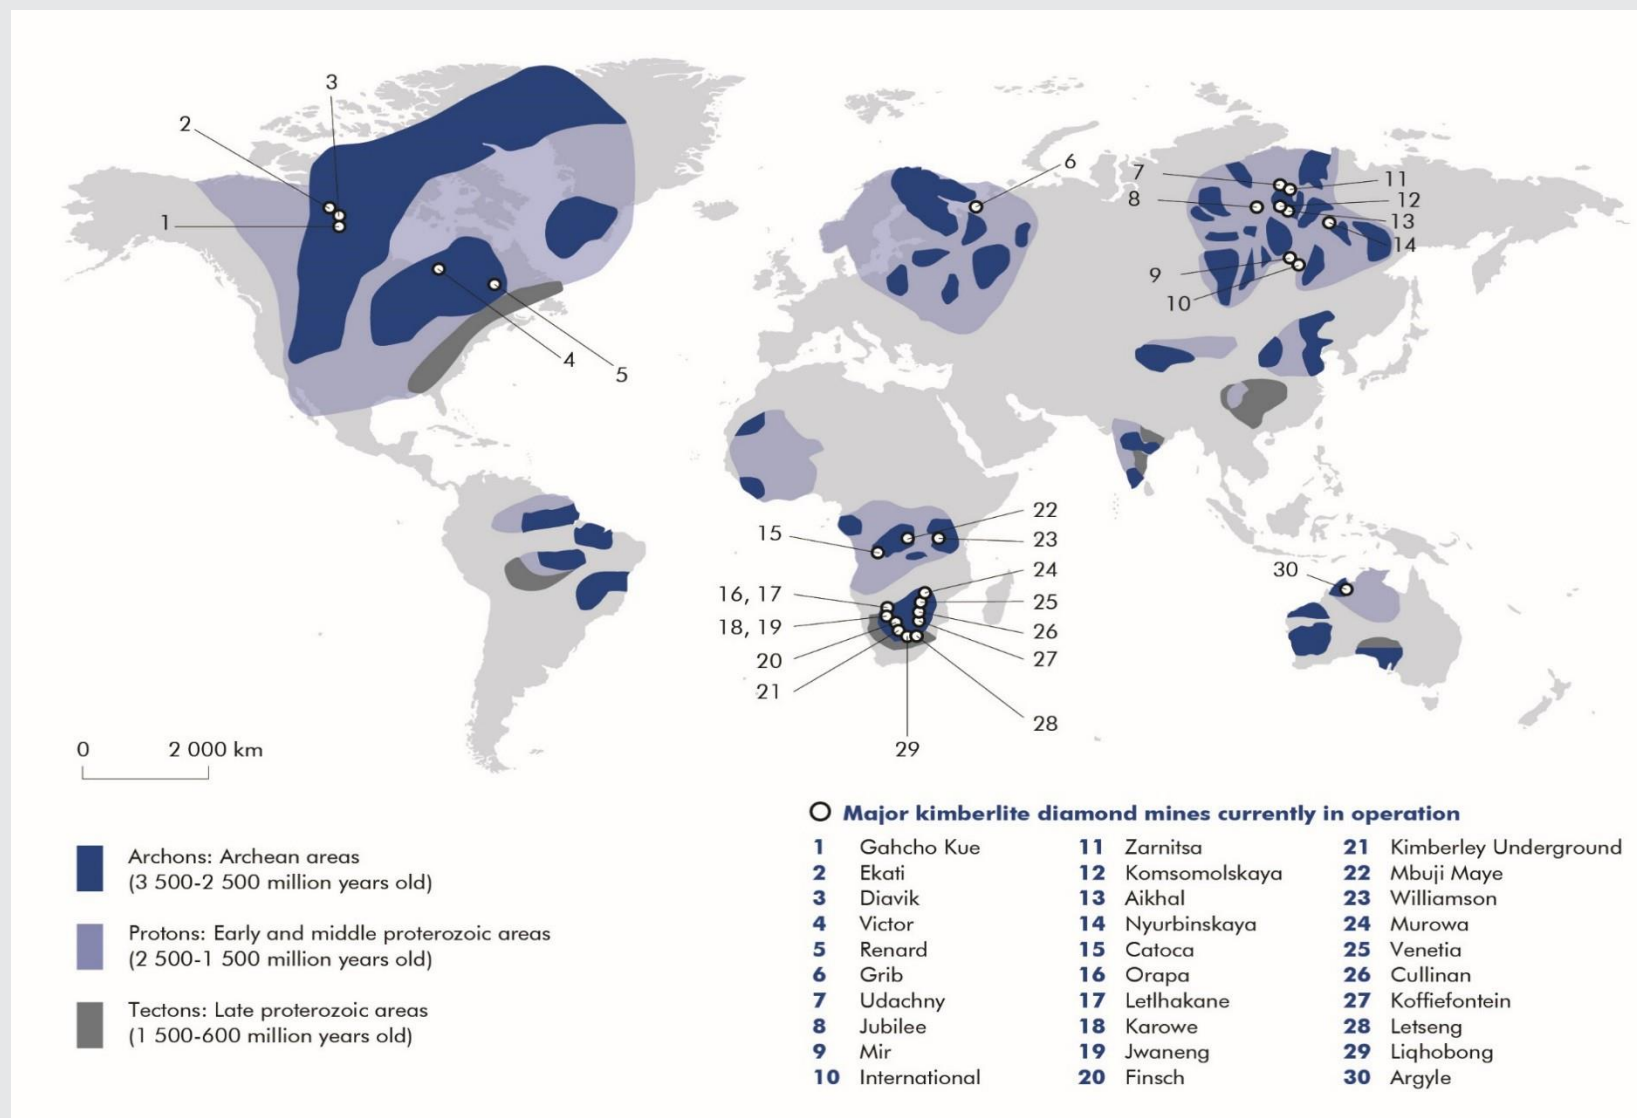 3
2
1
4
5
6
7
8
9
10
11
12
13
14
15
22
23
24
25
26
27
28
29
16, 17
18, 19
20
21
30
0 2 000 km
Archons: Archean areas
(3 500-2 500 million years old)
Protons: Early and middle proterozoic areas
(2 500-1 500 million years old)
Tectons: Late proterozoic areas
(1 500-600 million years old)
Major kimberlite diamond mines currently in operation
1 Gahcho Kue
2 Ekati
3 Diavik
4 Victor
5 Renard
6 Grib
7 Udachny
8 Jubilee
9 Mir
10 International
11 Zarnitsa
12 Komsomolskaya
13 Aikhal
14 Nyurbinskaya
15 Catoca
16 Orapa
17 Letlhakane
18 Karowe
19 Jwaneng
20 Finsch
21 Kimberley Underground
22 Mbuji Maye
23 Williamson
24 Murowa
25 Venetia
26 Cullinan
27 Koffiefontein
28 Letseng
29 Liqhobong
30 Argyle